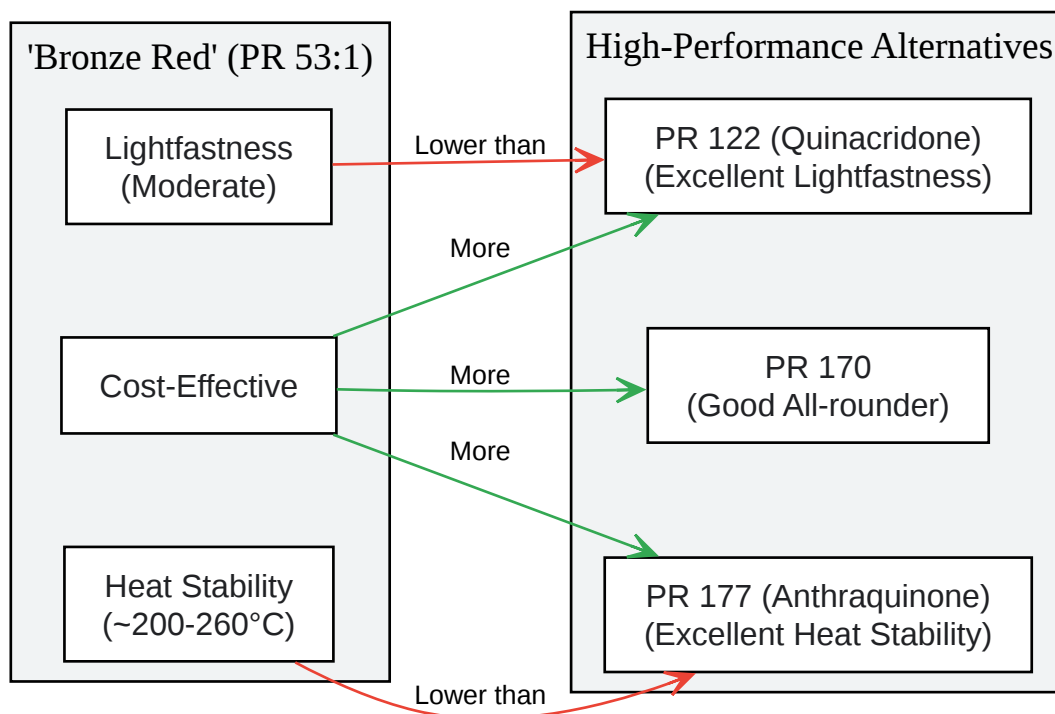 'Bronze Red' (PR 53:1)
Lightfastness
(Moderate)
Cost-Effective
Heat Stability
(~200-260°C)
Lower than
More
More
More
Lower than
High-Performance Alternatives
PR 122 (Quinacridone)
(Excellent Lightfastness)
PR 170
(Good All-rounder)
PR 177 (Anthraquinone)
(Excellent Heat Stability)